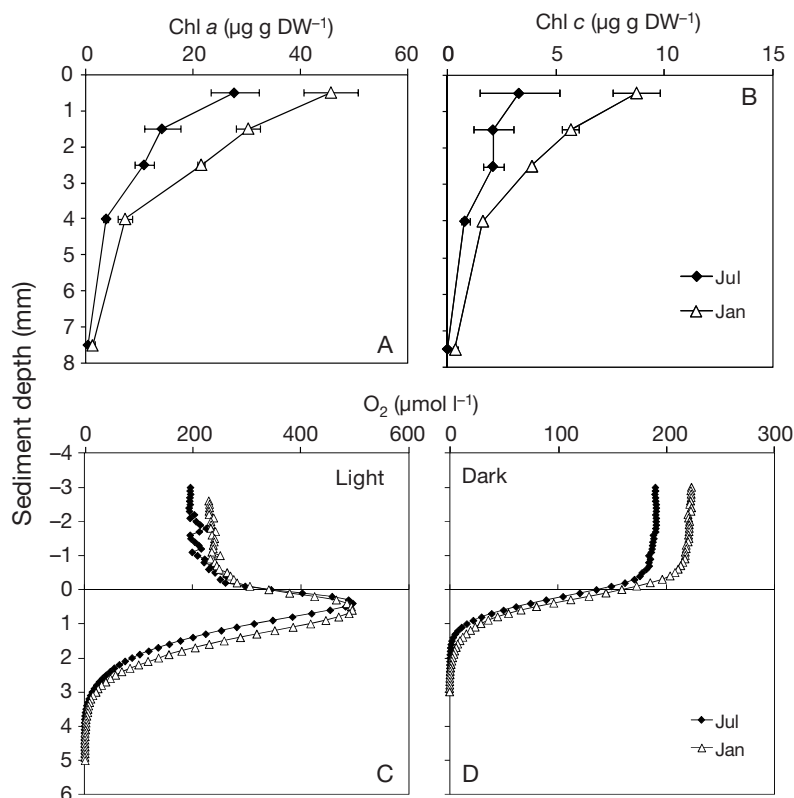 Chl a (µg g DW–1)
Chl c (µg g DW–1)
0 20 40 60
0 5 10 15
0
1
2
3
4
5
6
7
8
A
B
Jul
Jan
Sediment depth (mm)
O2 (µmol l–1)
0 200 400 600
0 100 200 300
–4
–3
–2
–1
0
1
2
3
4
5
6
Light
Dark
C
D
Jul
Jan